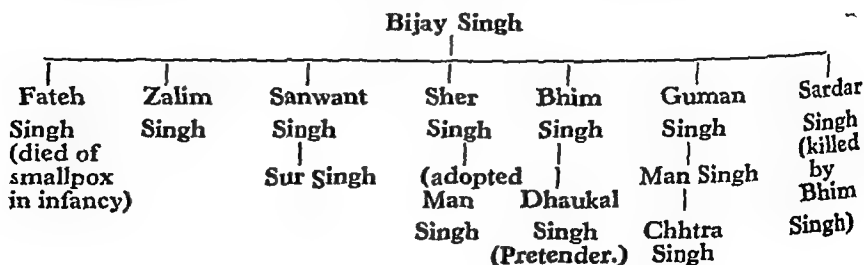 Bijay Singh
Fateh Zalim Sanwant Sher Bhim Guman Sardar
Singh Singh Singh Singh Singh Singh Singh
(died of (killed
smallpox Sur Singh (adopted Man Singh by
in infancy) Man Dhaukal Bhim
Singh Singh Chhtra Singh)
(Pretender.) Singh